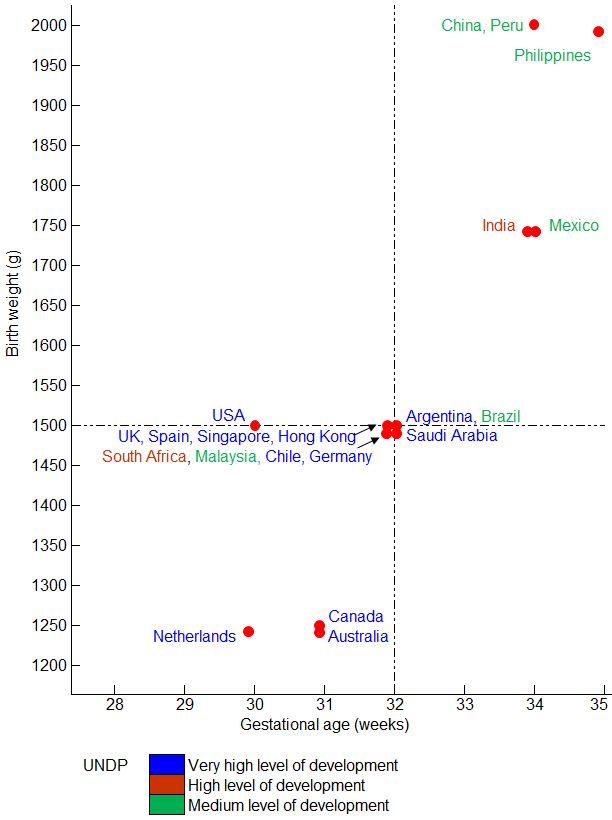 2000
China, Peru
Philippines
1950
1900
1850
1800
1750
India
Mexico
1700
1650
1600
1550
USA
Argentina, Brazil
1500
UK, Spain, Singapore, Hong Kong
Saudi Arabia
South Africa, Malaysia, Chile, Germany
1450
1400
1350
1300
1250
Canada
Netherlands
Australia
1200
Birth weight (g)
28 29 30 31 32 33 34 35
Gestational age (weeks)
UNDP
Very high level of development
High level of development
Medium level of development